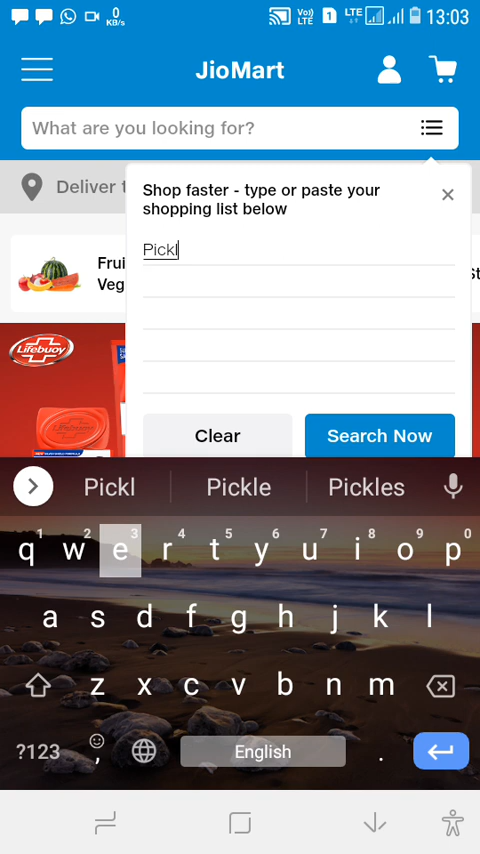 0 KB/s Vo)) LTE 1 LTE 13:03
JioMart
What are you looking for?
Deliver t
Shop faster - type or paste your
shopping list below
Pickl
Frui
Veg
Lifebuoy
Clear Search Now
Pickl Pickle Pickles
1 2 3 4 5 6 7 8 9 0
q w e r t y u i o p
a s d f g h j k l
z x c v b n m
?123 , English .